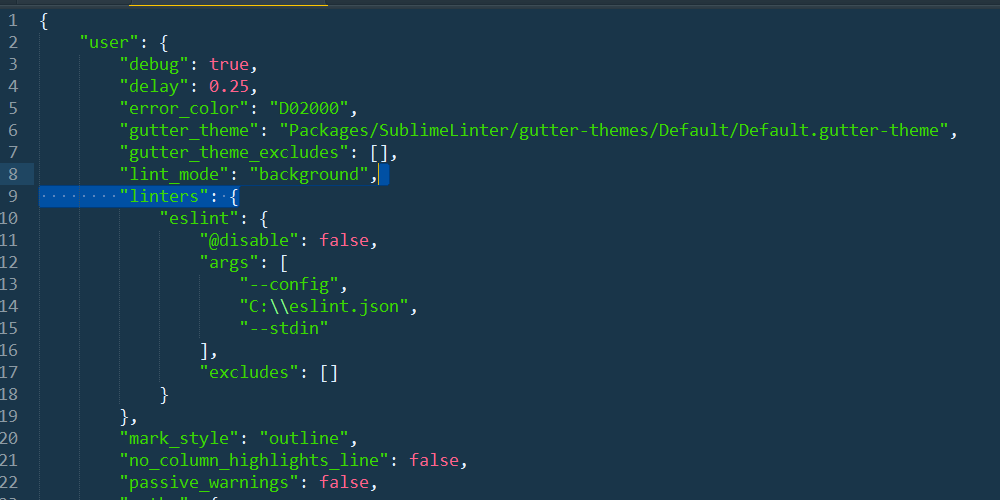 1 {
2     "user": {
3         "debug": true,
4         "delay": 0.25,
5         "error_color": "D02000",
6         "gutter_theme": "Packages/SublimeLinter/gutter-themes/Default/Default.gutter-theme",
7         "gutter_theme_excludes": [],
8         "lint_mode": "background",
9         "linters": {
10             "eslint": {
11                 "@disable": false,
12                 "args": [
13                     "--config",
14                     "C:\\eslint.json",
15                     "--stdin"
16                 ],
17                 "excludes": []
18             }
19         },
20         "mark_style": "outline",
21         "no_column_highlights_line": false,
22         "passive_warnings": false,